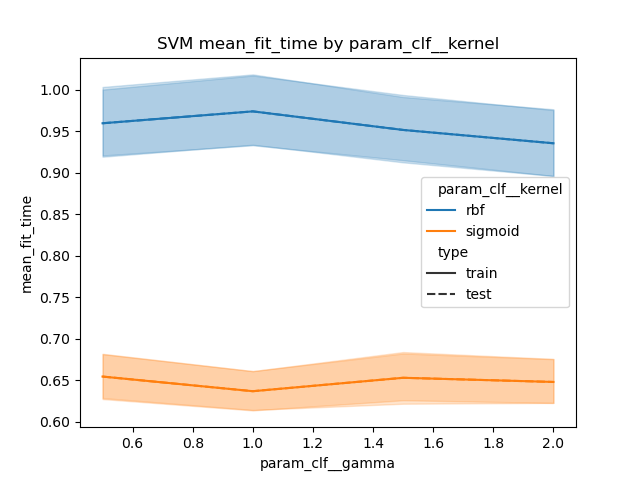 SVM mean_fit_time by param_clf__kernel
mean_fit_time
1.00
0.95
0.90
0.85
0.80
0.75
0.70
0.65
0.60
param_clf__kernel
rbf
sigmoid
type
train
test
0.6 0.8 1.0 1.2 1.4 1.6 1.8 2.0
param_clf__gamma